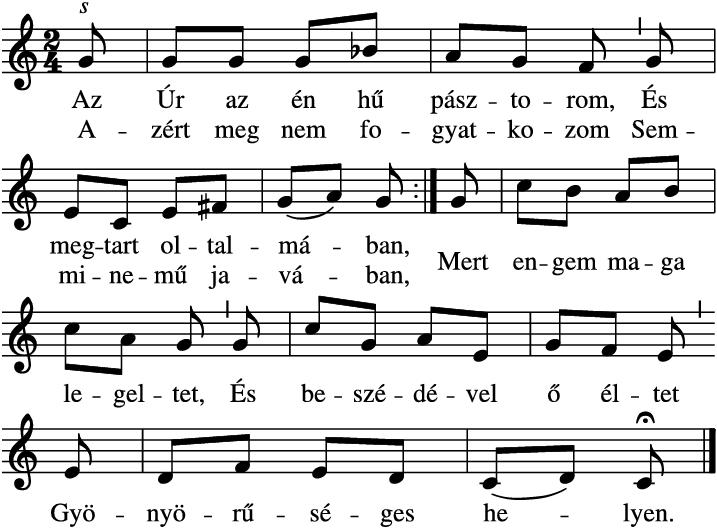 s
2
4
Az Úr az én hű pász – to – rom, És
A – zért meg nem fo – gyat – ko – zom Sem –
meg – tart ol – tal – má – ban,
Mert en – gem ma – ga
mi – ne – mű ja – vá – ban,
le – gel – tet, És be – szé – dé – vel ő él – tet
Gyö – nyö – rű – sé – ges he – lyen.